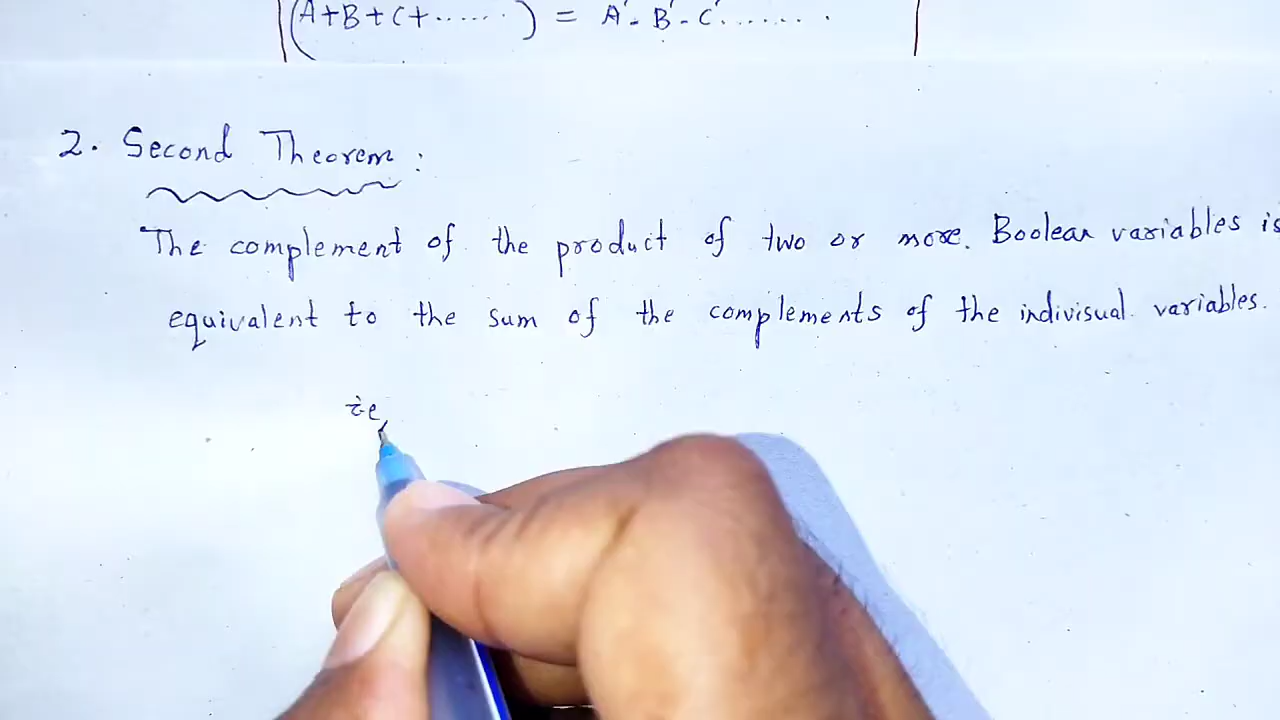 (A+B+C+.......) = A'. B'. C'........
2. Second Theorem:
The complement of the product of two or more. Boolean variables is
equivalent to the sum of the complements of the indivisual variables.
ie,